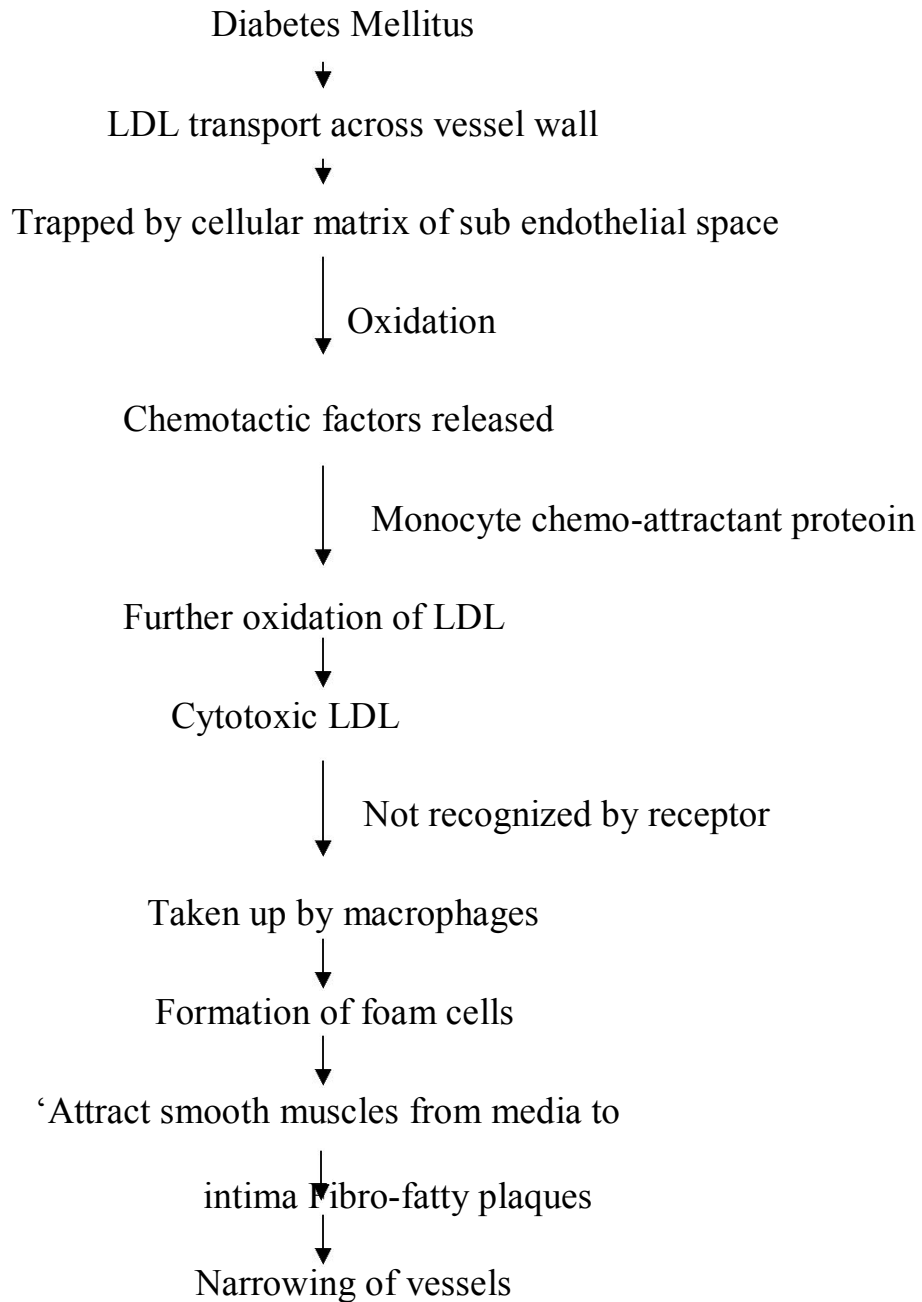 Diabetes Mellitus
LDL transport across vessel wall
Trapped by cellular matrix of sub endothelial space
Oxidation
Chemotactic factors released
Monocyte chemo-attractant proteoin
Further oxidation of LDL
Cytotoxic LDL
Not recognized by receptor
Taken up by macrophages
Formation of foam cells
‘Attract smooth muscles from media to
intima Fibro-fatty plaques
Narrowing of vessels